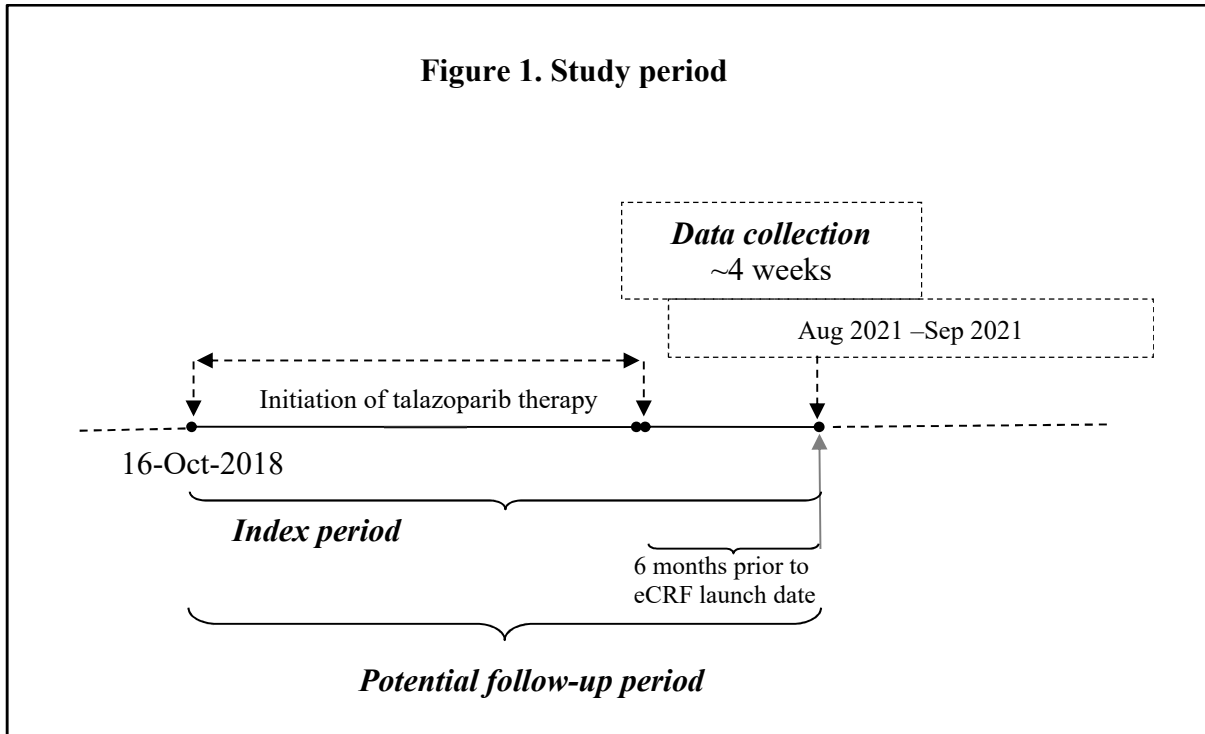 Figure 1. Study period
Data collection
~4 weeks
Aug 2021 –Sep 2021
Initiation of talazoparib therapy
16-Oct-2018
Index period
6 months prior to
eCRF launch date
Potential follow-up period